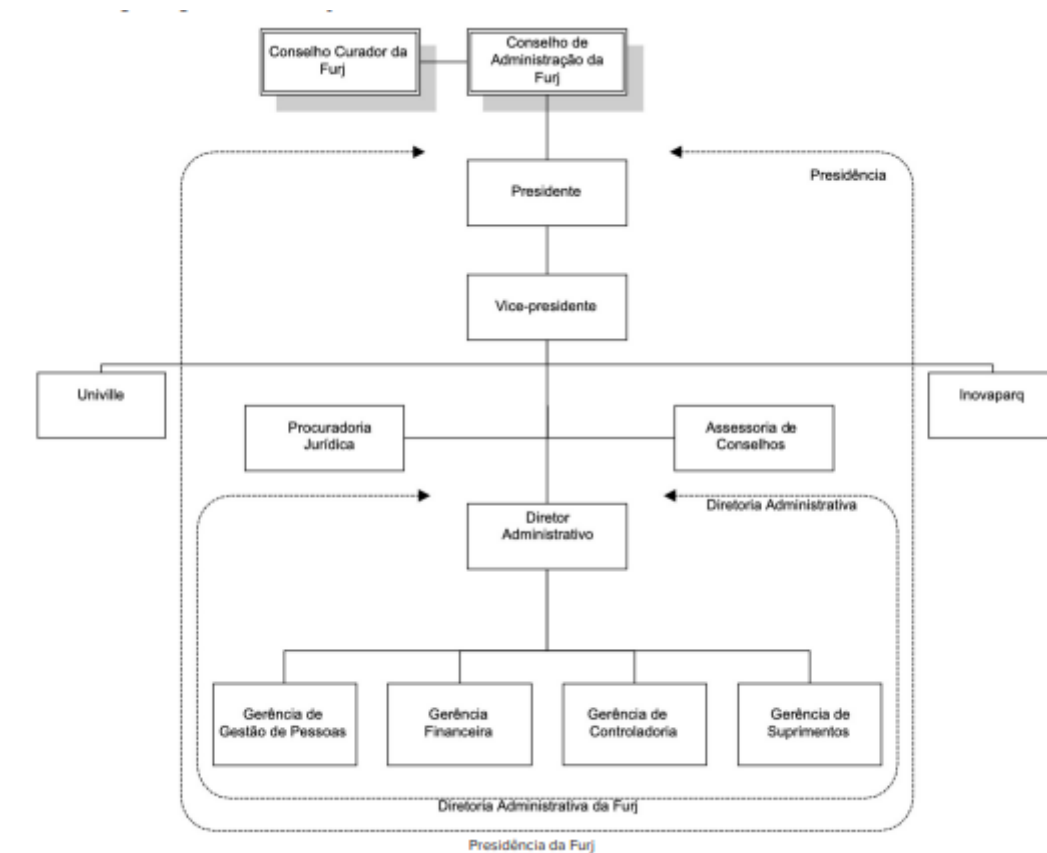 Conselho Curador da
Furj
Conselho de
Administração da
Furj
Presidência
Presidente
Vice-presidente
Univille
Inovaparq
Procuradoria
Jurídica
Assessoria de
Conselhos
Diretoria Administrativa
Diretor
Administrativo
Gerência de
Gestão de Pessoas
Gerência
Financeira
Gerência de
Controladoria
Gerência de
Suprimentos
Diretoria Administrativa da Furj
Presidência da Furj